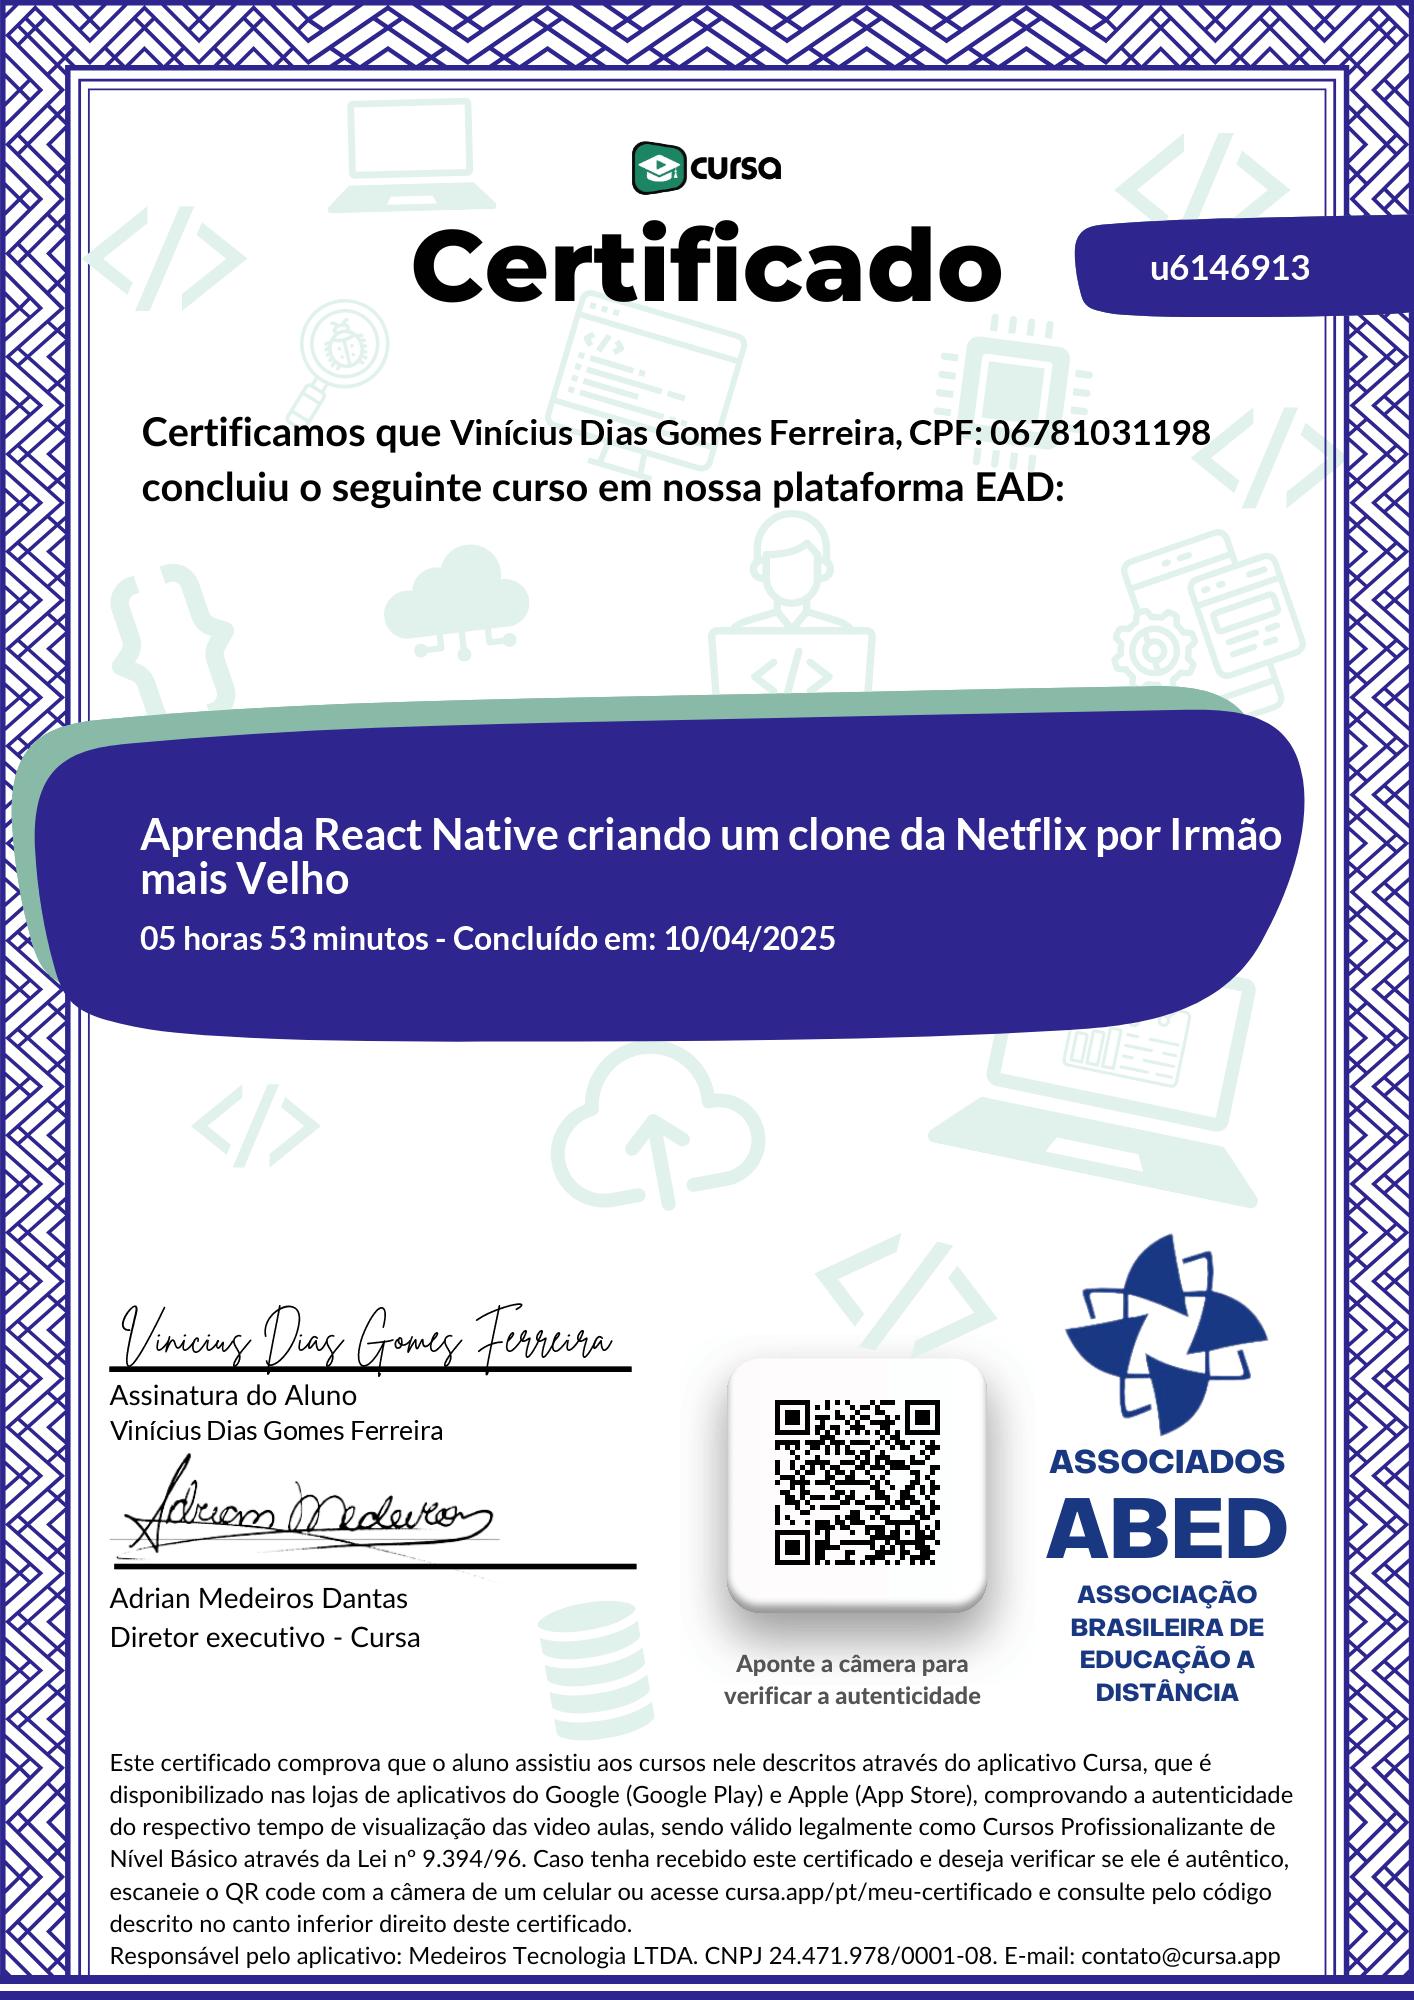 cursa
Certificado
u6146913
Certificamos que Vinícius Dias Gomes Ferreira, CPF: 06781031198
concluiu o seguinte curso em nossa plataforma EAD:
Aprenda React Native criando um clone da Netflix por Irmão
mais Velho
05 horas 53 minutos - Concluído em: 10/04/2025
Vinicius Dias Gomes Ferreira
Assinatura do Aluno
Vinícius Dias Gomes Ferreira
Adrian Medeiros
Adrian Medeiros Dantas
Diretor executivo - Cursa
Aponte a câmera para
verificar a autenticidade
ASSOCIADOS
ABED
ASSOCIAÇÃO
BRASILEIRA DE
EDUCAÇÃO A
DISTÂNCIA
Este certificado comprova que o aluno assistiu aos cursos nele descritos através do aplicativo Cursa, que é
disponibilizado nas lojas de aplicativos do Google (Google Play) e Apple (App Store), comprovando a autenticidade
do respectivo tempo de visualização das video aulas, sendo válido legalmente como Cursos Profissionalizante de
Nível Básico através da Lei nº 9.394/96. Caso tenha recebido este certificado e deseja verificar se ele é autêntico,
escaneie o QR code com a câmera de um celular ou acesse cursa.app/pt/meu-certificado e consulte pelo código
descrito no canto inferior direito deste certificado.
Responsável pelo aplicativo: Medeiros Tecnologia LTDA. CNPJ 24.471.978/0001-08. E-mail: contato@cursa.app